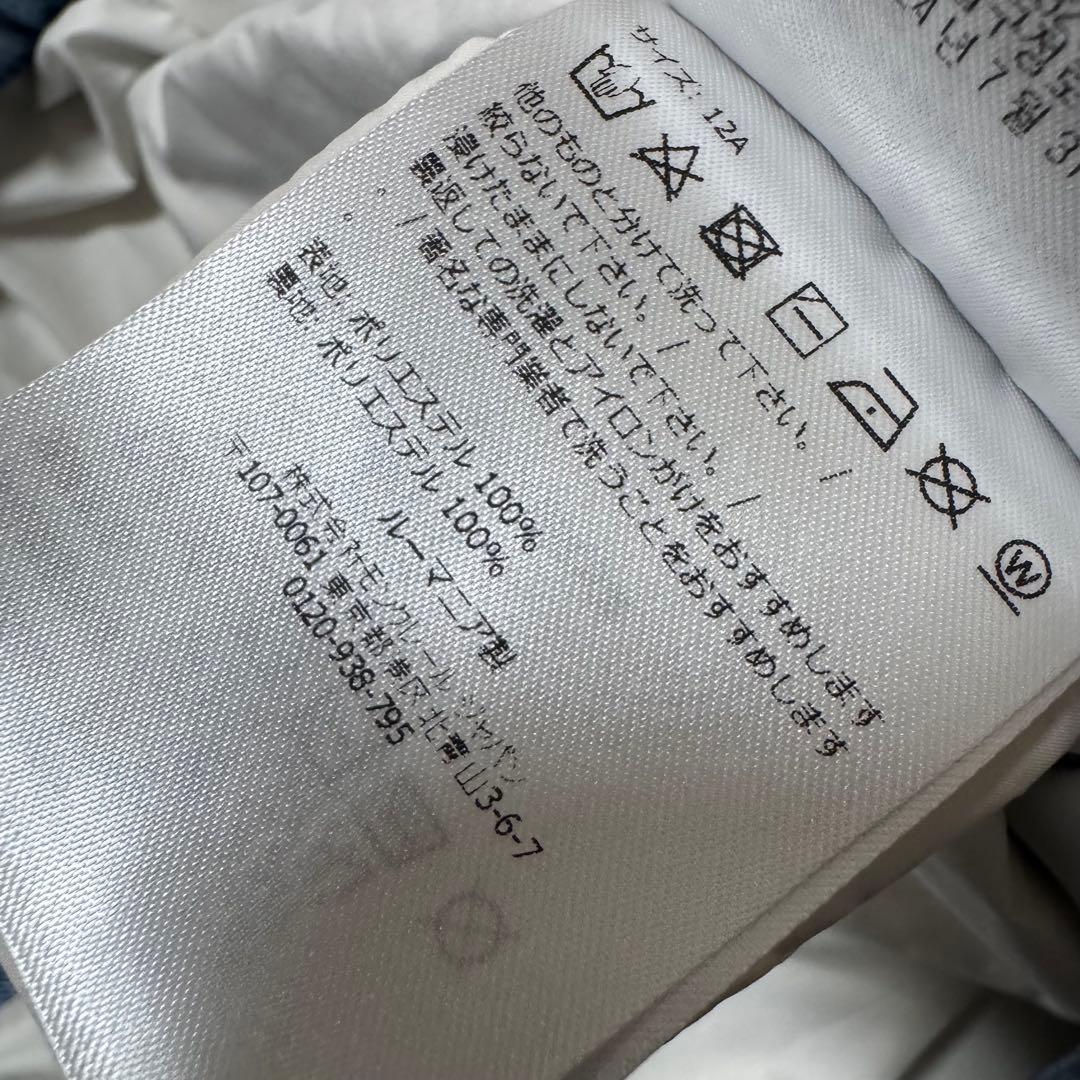 サイズ: 12A
他のものと分けて洗って下さい。 /
絞らないで下さい。 /
浸けたままにしないで下さい。 /
繰返しての洗濯とアイロンがけをおすすめします
。 / 著名な専門業者で洗うことをおすすめします
。
表地: ポリエステル 100%
裏地: ポリエステル 100%
ルーマニア製
株式会社モンクレール ジャパン
〒107-0061 東京都 港区 北青山3-6-7
0120-938-795
W